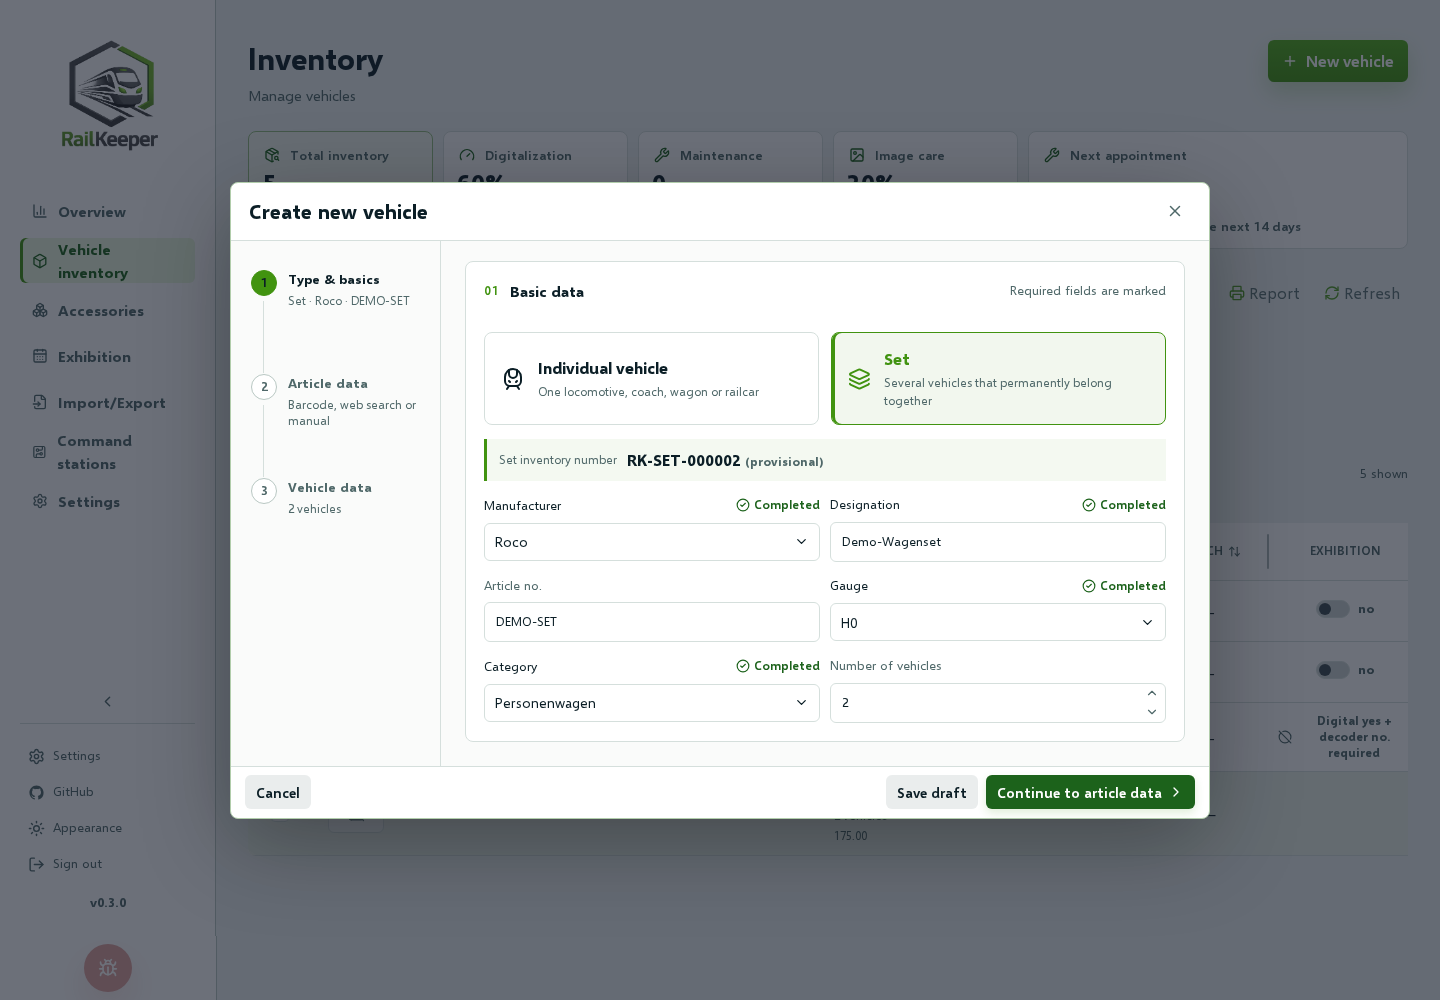 RailKeeper
Overview
Vehicle
inventory
Accessories
Exhibition
Import/Export
Command
stations
Settings
Settings
GitHub
Appearance
Sign out
v0.3.0
Inventory
Manage vehicles
New vehicle
Total inventory
Digitalization
Maintenance
Image care
Next appointment
next 14 days
Report
Refresh
5 shown
EXHIBITION
no
no
Digital yes +
decoder no.
required
175.00
Create new vehicle
1
Type & basics
Set · Roco · DEMO-SET
2
Article data
Barcode, web search or
manual
3
Vehicle data
2 vehicles
01 Basic data
Required fields are marked
Individual vehicle
One locomotive, coach, wagon or railcar
Set
Several vehicles that permanently belong
together
Set inventory number RK-SET-000002 (provisional)
Manufacturer Completed
Roco
Designation Completed
Demo-Wagenset
Article no.
DEMO-SET
Gauge Completed
H0
Category Completed
Personenwagen
Number of vehicles
2
Cancel
Save draft
Continue to article data